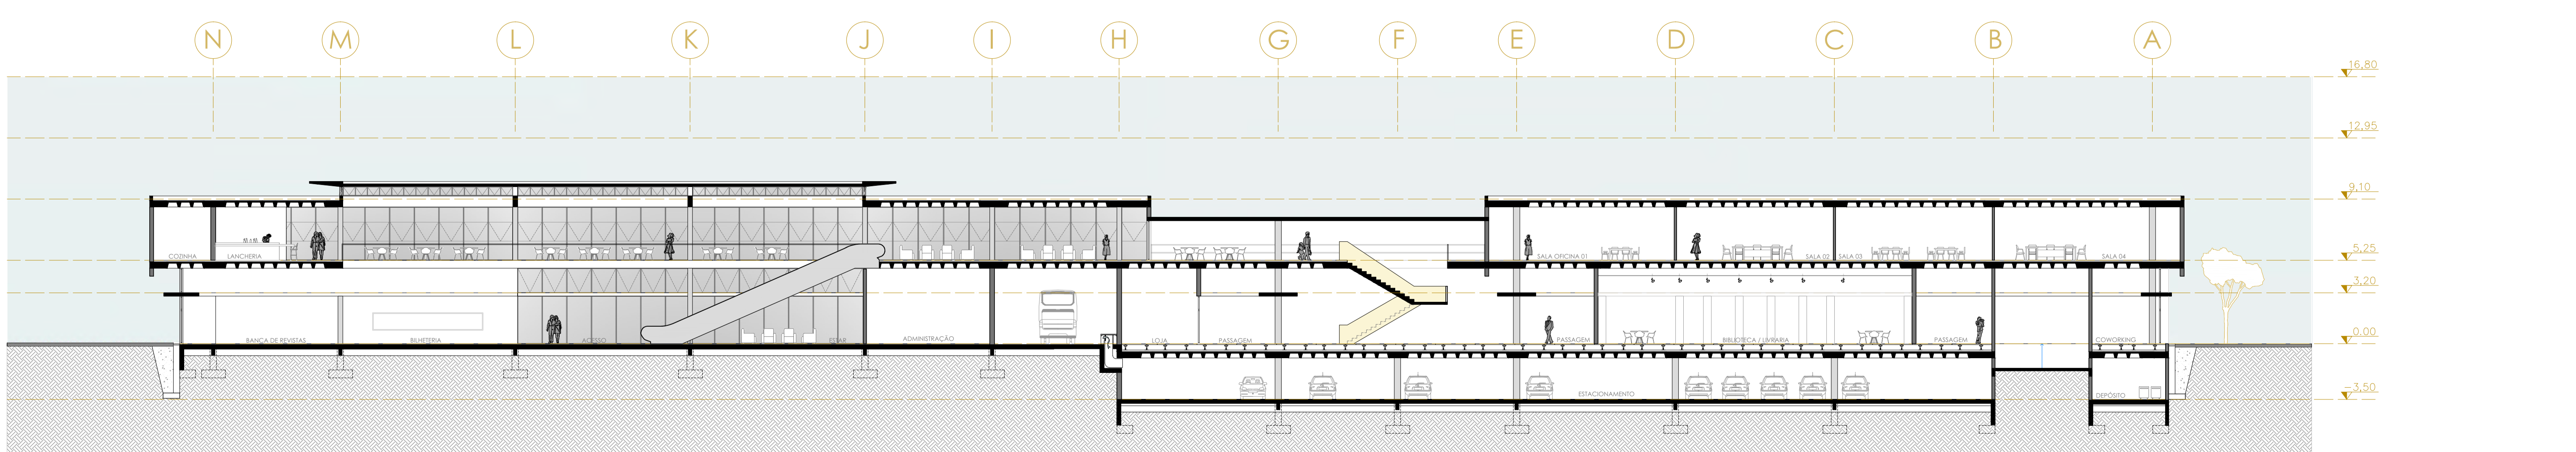 N M L K J I H G F E D C B A
16,80
12,95
9,10
5,25
3,20
0,00
-3,50
COZINHA LANCHERIA SALA OFICINA 01 SALA 02 SALA 03 SALA 04
BANCA DE REVISTAS BILHETERIA ACESSO ESTAR ADMINISTRAÇÃO LOJA PASSAGEM PASSAGEM BIBLIOTECA / LIVRARIA PASSAGEM COWORKING
ESTACIONAMENTO DEPÓSITO